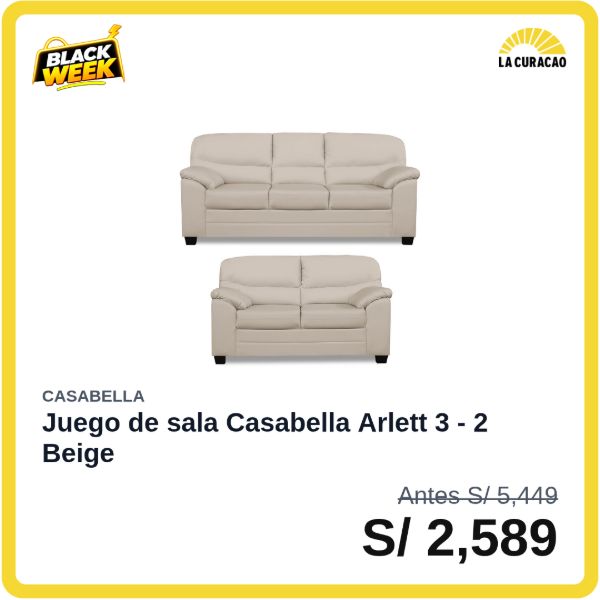 BLACK
WEEK
LA CURACAO
CASABELLA
Juego de sala Casabella Arlett 3 - 2
Beige
Antes S/ 5,449
S/ 2,589